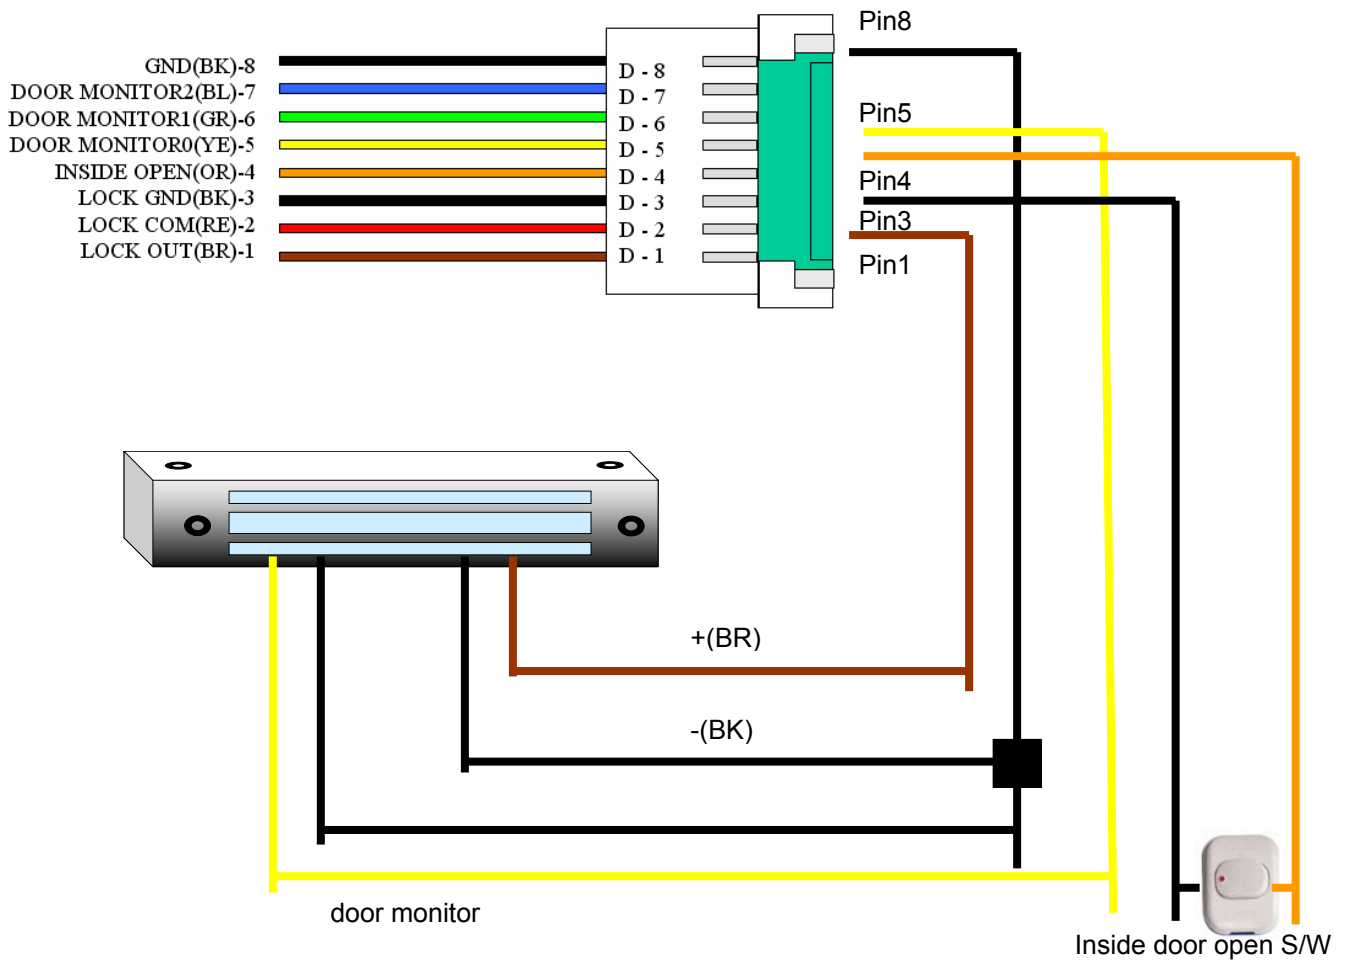 Pin8
GND(BK)-8
D - 8
DOOR MONITOR2(BL)-7
D - 7
DOOR MONITOR1(GR)-6
D - 6
Pin5
DOOR MONITOR0(YE)-5
D - 5
INSIDE OPEN(OR)-4
D - 4
Pin4
LOCK GND(BK)-3
D - 3
Pin3
LOCK COM(RE)-2
D - 2
LOCK OUT(BR)-1
D - 1
Pin1
+(BR)
-(BK)
door monitor
Inside door open S/W